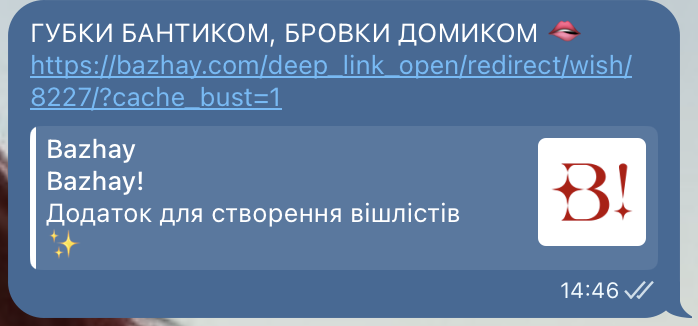 ГУБКИ БАНТИКОМ, БРОВКИ ДОМИКОМ 🫦
https://bazhay.com/deep_link_open/redirect/wish/
8227/?cache_bust=1
Bazhay
Bazhay!
Додаток для створення вішлістів
✨
B!
14:46